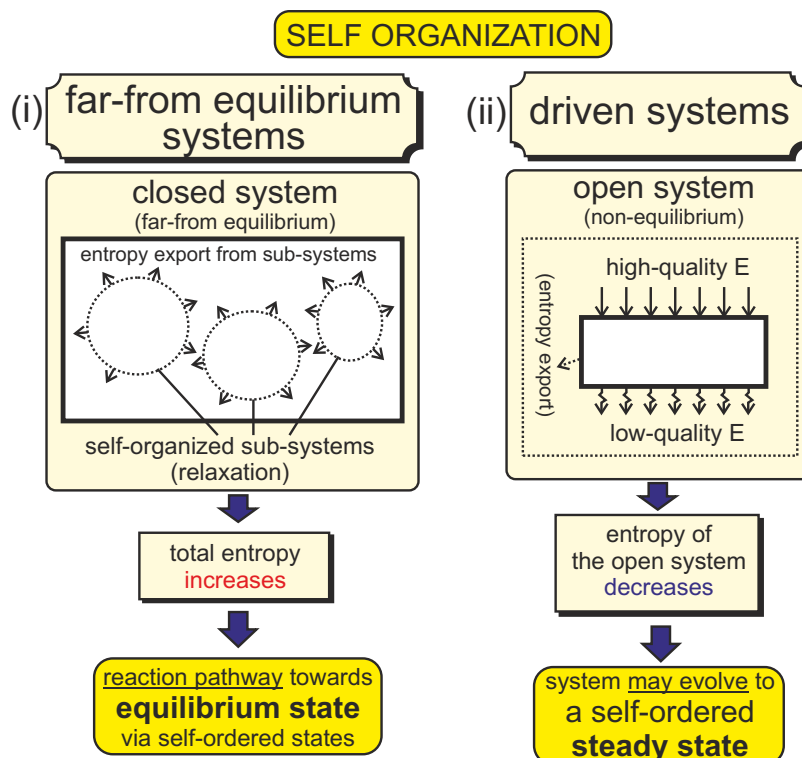 SELF ORGANIZATION
(i)
far-from equilibrium
systems
closed system
(far-from equilibrium)
entropy export from sub-systems
self-organized sub-systems
(relaxation)
total entropy
increases
reaction pathway towards
equilibrium state
via self-ordered states
(ii)
driven systems
open system
(non-equilibrium)
high-quality E
(entropy export)
low-quality E
entropy of
the open system
decreases
system may evolve to
a self-ordered
steady state